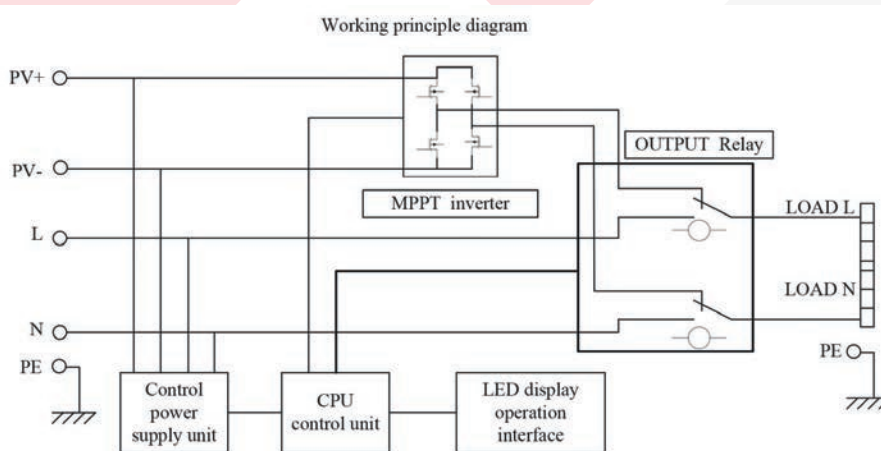 Working principle diagram
PV+
PV-
OUTPUT Relay
MPPT inverter
LOAD L
L
LOAD N
N
PE
PE
Control
power
supply unit
CPU
control unit
LED display
operation
interface